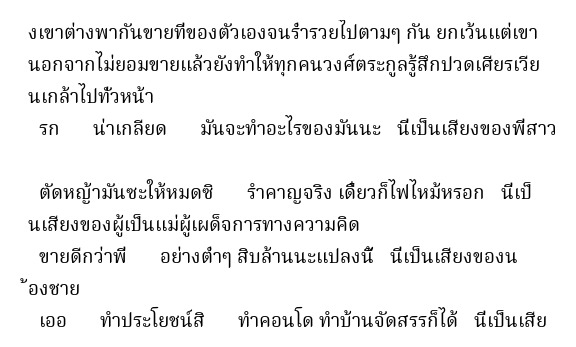 งเขาต่างพากันขายที่ของตัวเองจนร่ำรวยไปตามๆ กัน ยกเว้นแต่เขา
นอกจากไม่ยอมขายแล้วยังทำให้ทุกคนวงศ์ตระกูลรู้สึกปวดเศียรเวีย
นเกล้าไปทั่วหน้า
รก น่าเกลียด มันจะทำอะไรของมันนะ นี่เป็นเสียงของพี่สาว
ตัดหญ้ามันซะให้หมดซิ รำคาญจริง เดี๋ยวก็ไฟไหม้หรอก นี่เป็
นเสียงของผู้เป็นแม่ผู้เผด็จการทางความคิด
ขายดีกว่าพี่ อย่างต่ำๆ สิบล้านนะแปลงนี้ นี่เป็นเสียงของน
้องชาย
เออ ทำประโยชน์สิ ทำคอนโด ทำบ้านจัดสรรก็ได้ นี่เป็นเสีย